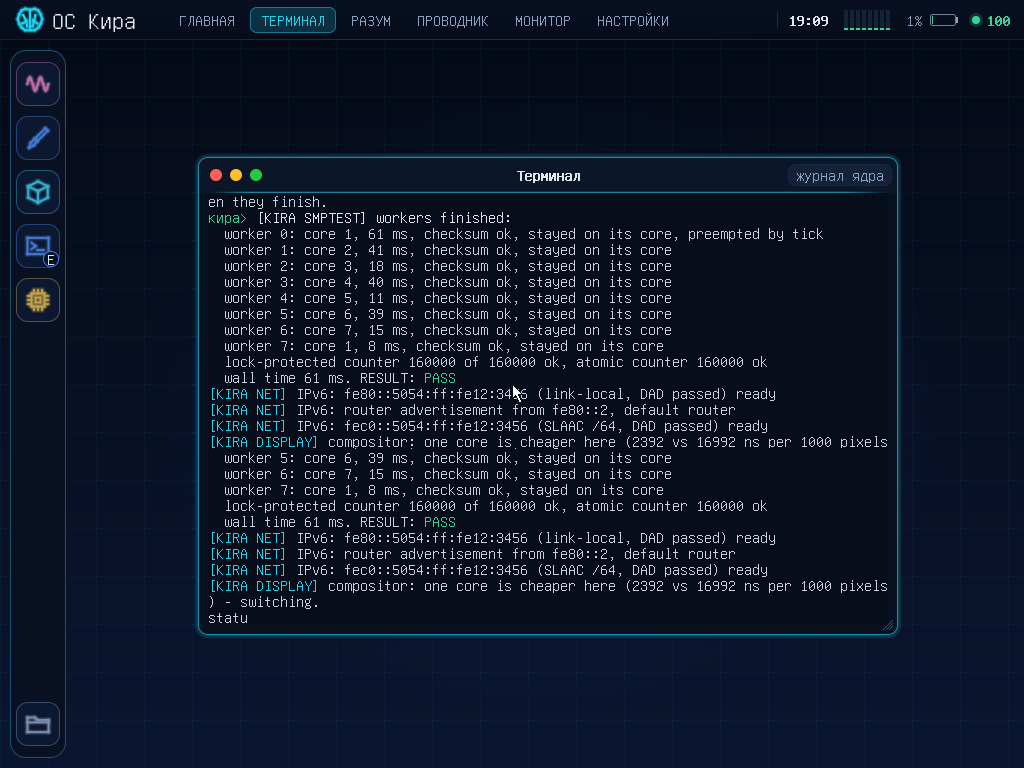 ОС Кира
ГЛАВНАЯ ТЕРМИНАЛ РАЗУМ ПРОВОДНИК МОНИТОР НАСТРОЙКИ 19:09 1% 100
E
Терминал журнал ядра
en they finish.
кира> [KIRA SMPTEST] workers finished:
worker 0: core 1, 61 ms, checksum ok, stayed on its core, preempted by tick
worker 1: core 2, 41 ms, checksum ok, stayed on its core
worker 2: core 3, 18 ms, checksum ok, stayed on its core
worker 3: core 4, 40 ms, checksum ok, stayed on its core
worker 4: core 5, 11 ms, checksum ok, stayed on its core
worker 5: core 6, 39 ms, checksum ok, stayed on its core
worker 6: core 7, 15 ms, checksum ok, stayed on its core
worker 7: core 1, 8 ms, checksum ok, stayed on its core
lock-protected counter 160000 of 160000 ok, atomic counter 160000 ok
wall time 61 ms. RESULT: PASS
[KIRA NET] IPv6: fe80::5054:ff:fe12:3456 (link-local, DAD passed) ready
[KIRA NET] IPv6: router advertisement from fe80::2, default router
[KIRA NET] IPv6: fec0::5054:ff:fe12:3456 (SLAAC /64, DAD passed) ready
[KIRA DISPLAY] compositor: one core is cheaper here (2392 vs 16992 ns per 1000 pixels
worker 5: core 6, 39 ms, checksum ok, stayed on its core
worker 6: core 7, 15 ms, checksum ok, stayed on its core
worker 7: core 1, 8 ms, checksum ok, stayed on its core
lock-protected counter 160000 of 160000 ok, atomic counter 160000 ok
wall time 61 ms. RESULT: PASS
[KIRA NET] IPv6: fe80::5054:ff:fe12:3456 (link-local, DAD passed) ready
[KIRA NET] IPv6: router advertisement from fe80::2, default router
[KIRA NET] IPv6: fec0::5054:ff:fe12:3456 (SLAAC /64, DAD passed) ready
[KIRA DISPLAY] compositor: one core is cheaper here (2392 vs 16992 ns per 1000 pixels
) - switching.
statu